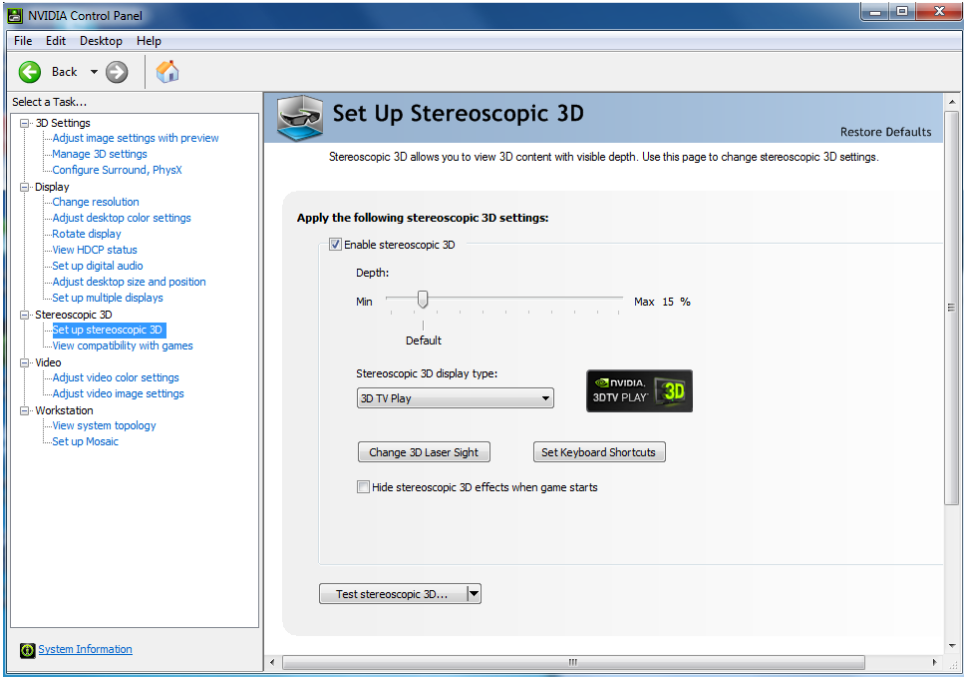 NVIDIA Control Panel
File Edit Desktop Help
Back
Select a Task...
3D Settings
Adjust image settings with preview
Manage 3D settings
Configure Surround, PhysX
Display
Change resolution
Adjust desktop color settings
Rotate display
View HDCP status
Set up digital audio
Adjust desktop size and position
Set up multiple displays
Stereoscopic 3D
Set up stereoscopic 3D
View compatibility with games
Video
Adjust video color settings
Adjust video image settings
Workstation
View system topology
Set up Mosaic
System Information
Set Up Stereoscopic 3D
Restore Defaults
Stereoscopic 3D allows you to view 3D content with visible depth. Use this page to change stereoscopic 3D settings.
Apply the following stereoscopic 3D settings:
Enable stereoscopic 3D
Depth:
Min Max 15 %
Default
Stereoscopic 3D display type:
3D TV Play
NVIDIA.
3DTV PLAY 3D
Change 3D Laser Sight Set Keyboard Shortcuts
Hide stereoscopic 3D effects when game starts
Test stereoscopic 3D...